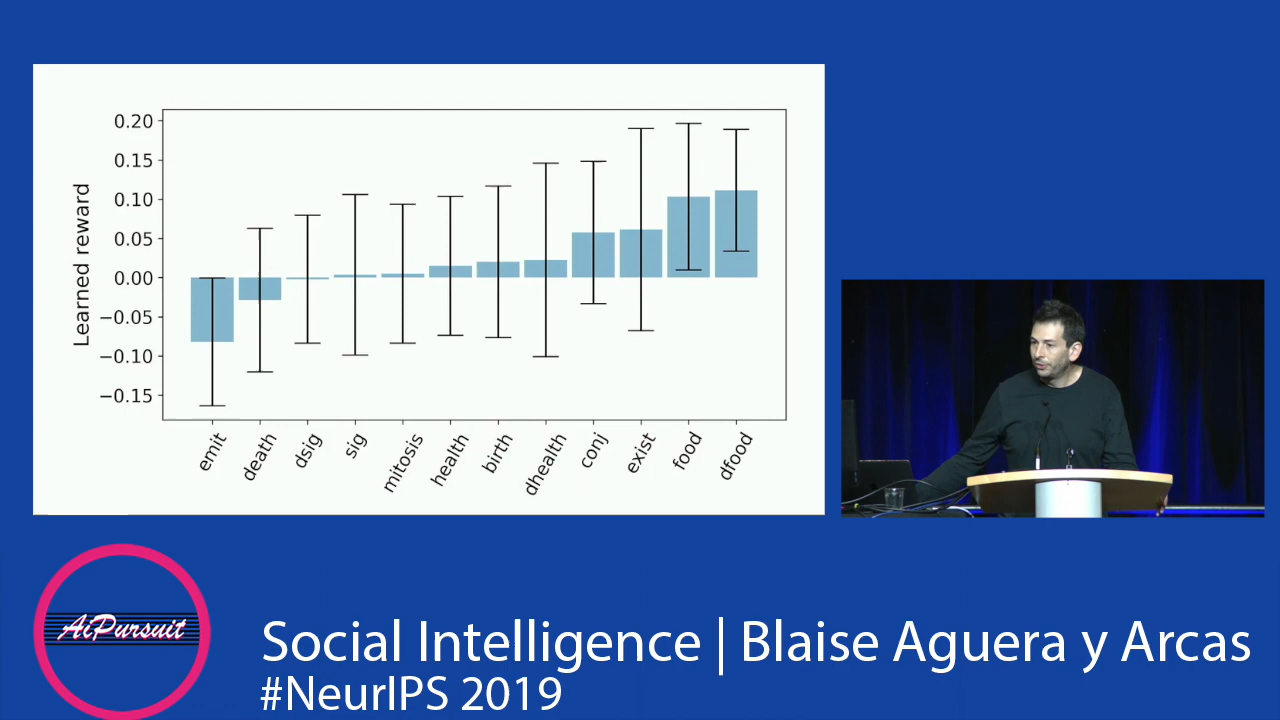 0.20
0.15
0.10
0.05
0.00
−0.05
−0.10
−0.15
Learned reward
emit
death
dsig
sig
mitosis
health
birth
dhealth
conj
exist
food
dfood
AiPursuit
Social Intelligence | Blaise Aguera y Arcas
#NeurIPS 2019